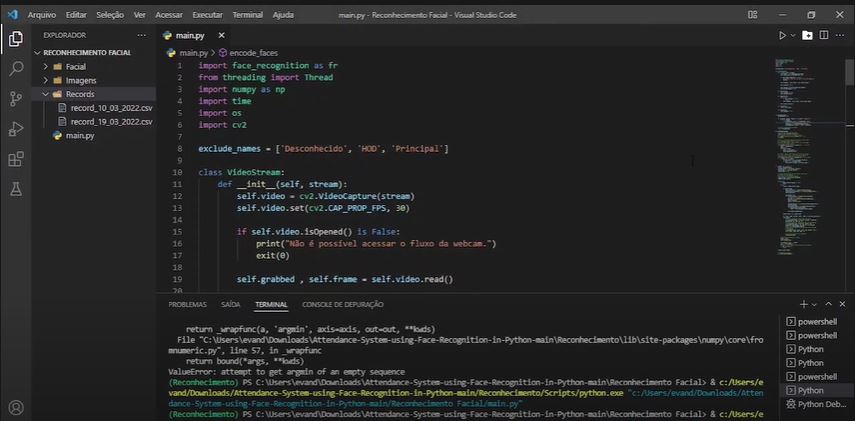 Arquivo Editar Seleção Ver Acessar Executar Terminal Ajuda
main.py - Reconhecimento Facial - Visual Studio Code
EXPLORADOR
RECONHECIMENTO FACIAL
Facial
Imagens
Records
record_10_03_2022.csv
record_19_03_2022.csv
main.py
main.py
main.py > encode_faces
1 import face_recognition as fr
2 from threading import Thread
3 import numpy as np
4 import time
5 import os
6 import cv2
7
8 exclude_names = ['Desconhecido', 'HOD', 'Principal']
9
10 class VideoStream:
11 def __init__(self, stream):
12 self.video = cv2.VideoCapture(stream)
13 self.video.set(cv2.CAP_PROP_FPS, 30)
14
15 if self.video.isOpened() is False:
16 print("Não é possível acessar o fluxo da webcam.")
17 exit(0)
18
19 self.grabbed , self.frame = self.video.read()
20
PROBLEMAS SAÍDA TERMINAL CONSOLE DE DEPURAÇÃO
return _wrapfunc(a, 'argmin', axis=axis, out=out, **kwds)
File "C:\Users\evand\Downloads\Attendance-System-using-Face-Recognition-in-Python-main\Reconhecimento\lib\site-packages\numpy\core\fro
mnumeric.py", line 57, in _wrapfunc
return bound(*args, **kwds)
ValueError: attempt to get argmin of an empty sequence
(Reconhecimento) PS C:\Users\evand\Downloads\Attendance-System-using-Face-Recognition-in-Python-main\Reconhecimento Facial> & c:/Users/e
vand/Downloads/Attendance-System-using-Face-Recognition-in-Python-main/Reconhecimento/Scripts/python.exe "c:/Users/evand/Downloads/Atten
dance-System-using-Face-Recognition-in-Python-main/Reconhecimento Facial/main.py"
(Reconhecimento) PS C:\Users\evand\Downloads\Attendance-System-using-Face-Recognition-in-Python-main\Reconhecimento Facial> & c:/Users/e
powershell
powershell
Python
Python
powershell
Python
Python Deb...